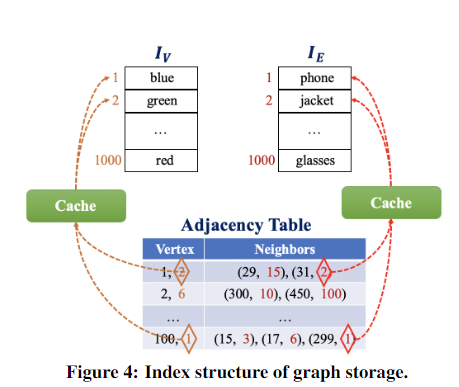 I_V
I_E
1 blue
2 green
...
1000 red
1 phone
2 jacket
...
1000 glasses
Cache
Cache
Adjacency Table
Vertex Neighbors
1, 2 (29, 15), (31, 2)
2, 6 (300, 10), (450, 100)
...
100, 1 (15, 3), (17, 6), (299, 1)
Figure 4: Index structure of graph storage.